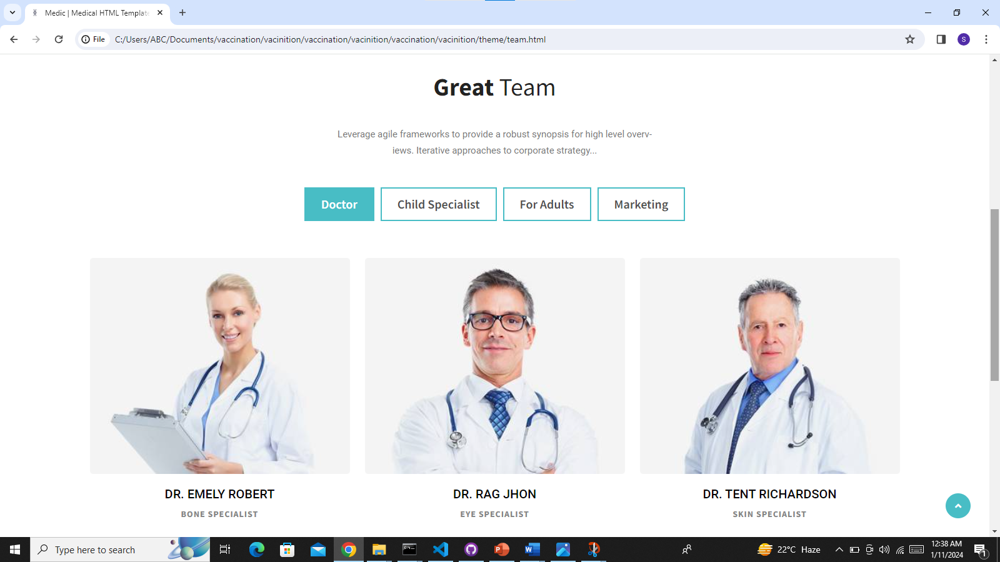 Medic | Medical HTML Template
File
C:/Users/ABC/Documents/vaccination/vacinition/vaccination/vacinition/vaccination/vacinition/theme/team.html
S
Great Team
Leverage agile frameworks to provide a robust synopsis for high level overv-
iews. Iterative approaches to corporate strategy...
Doctor
Child Specialist
For Adults
Marketing
DR. EMELY ROBERT
DR. RAG JHON
DR. TENT RICHARDSON
BONE SPECIALIST
EYE SPECIALIST
SKIN SPECIALIST
Type here to search
22°C Haze
12:38 AM
1/11/2024
1